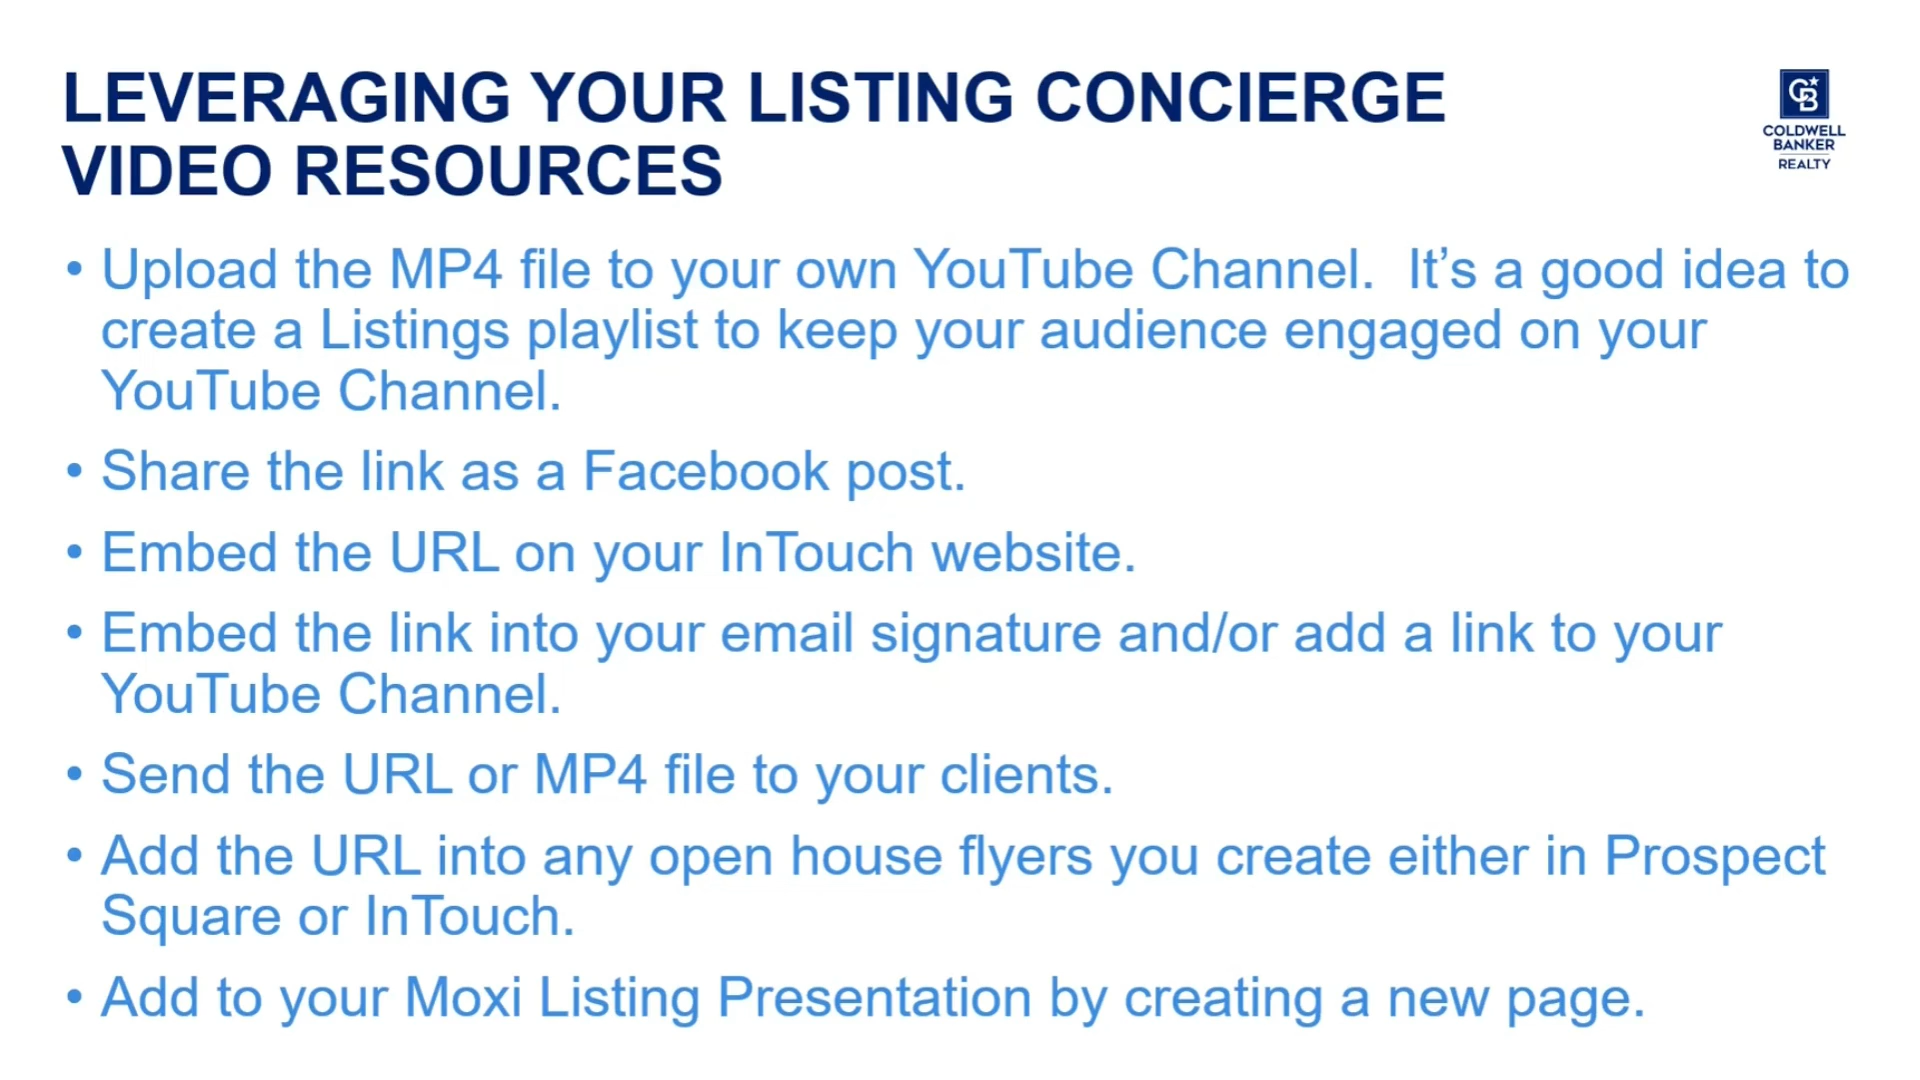 LEVERAGING YOUR LISTING CONCIERGE
VIDEO RESOURCES
CB
COLDWELL
BANKER
REALTY
• Upload the MP4 file to your own YouTube Channel.  It’s a good idea to
create a Listings playlist to keep your audience engaged on your
YouTube Channel.
• Share the link as a Facebook post.
• Embed the URL on your InTouch website.
• Embed the link into your email signature and/or add a link to your
YouTube Channel.
• Send the URL or MP4 file to your clients.
• Add the URL into any open house flyers you create either in Prospect
Square or InTouch.
• Add to your Moxi Listing Presentation by creating a new page.